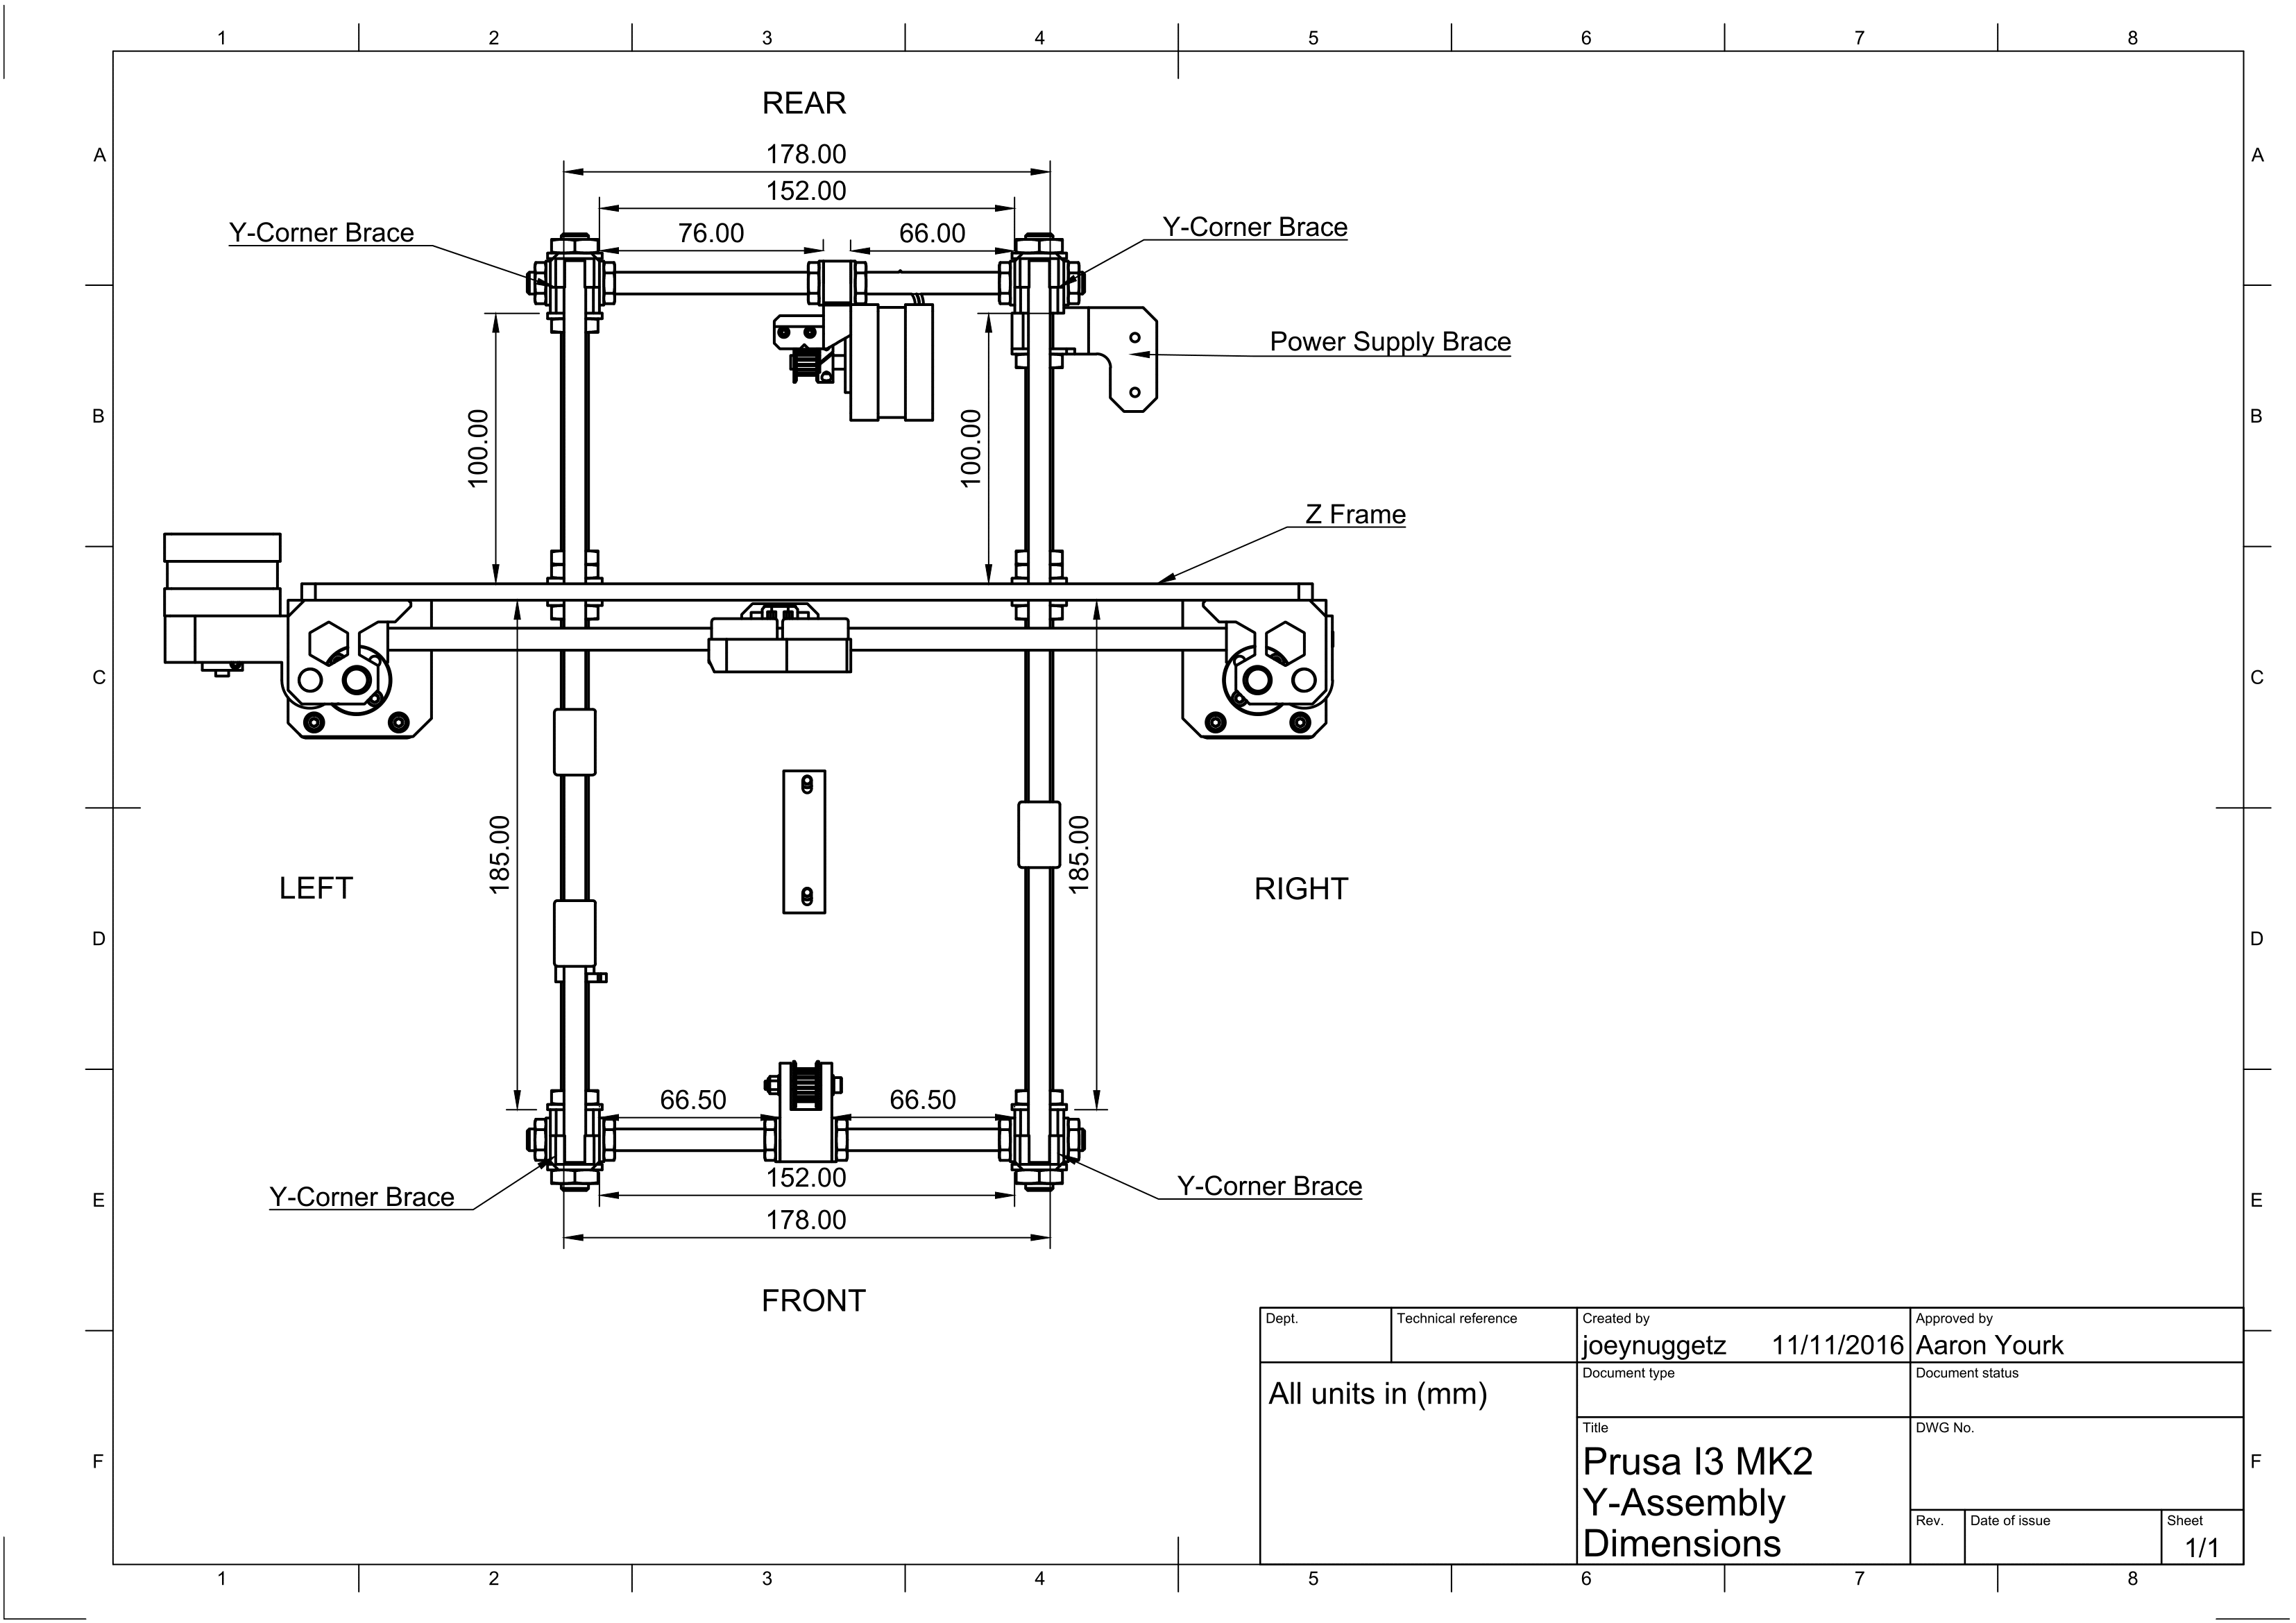 1 2 3 4 5 6 7 8
REAR
A 178.00 A
152.00
Y-Corner Brace 76.00 66.00 Y-Corner Brace
Power Supply Brace
B 100.00 100.00 B
Z Frame
C C
185.00 185.00
LEFT RIGHT
D D
66.50 66.50
152.00
Y-Corner Brace Y-Corner Brace
E E
178.00
FRONT
Dept. Technical reference Created by Approved by
joeynuggetz 11/11/2016 Aaron Yourk
Document type Document status
All units in (mm)
Title DWG No.
F Prusa I3 MK2 F
Y-Assembly
Dimensions
Rev. Date of issue Sheet
1/1
1 2 3 4 5 6 7 8